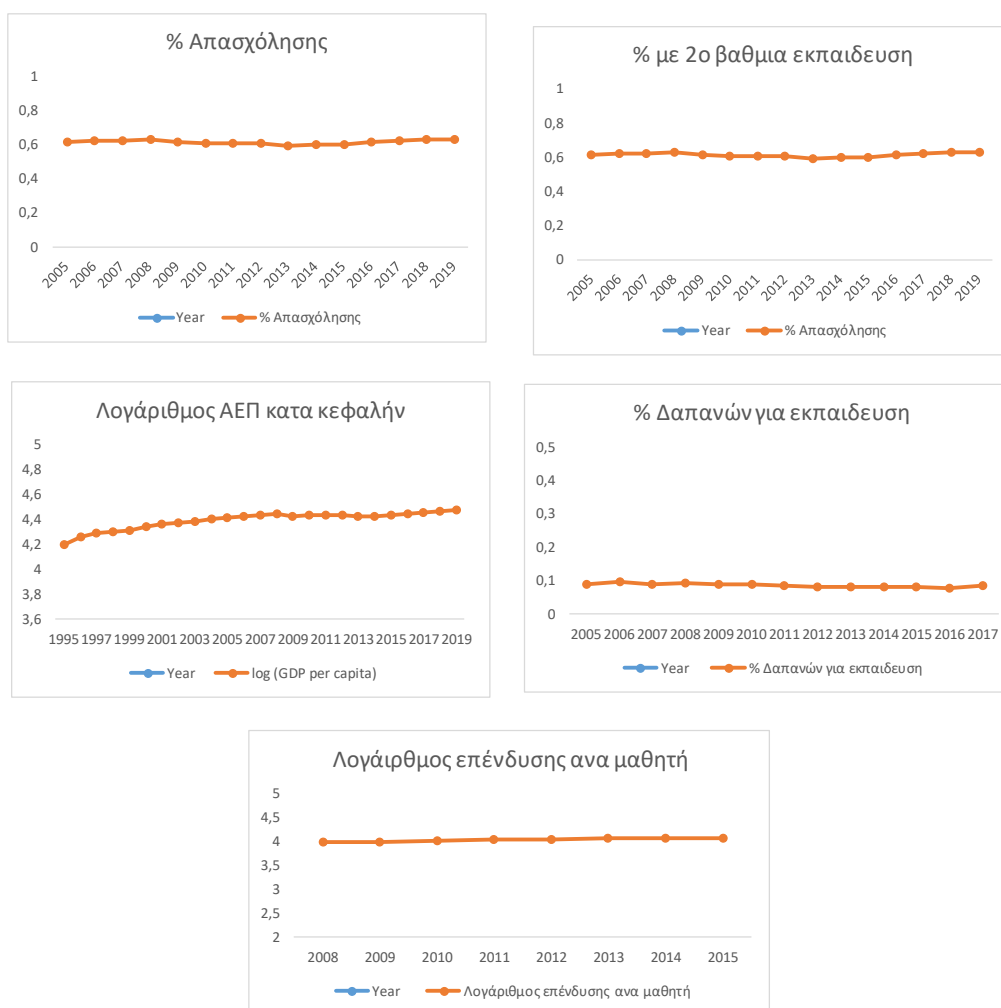 % Απασχόλησης
1
0,8
0,6
0,4
0,2
0
2005 2006 2007 2008 2009 2010 2011 2012 2013 2014 2015 2016 2017 2018 2019
Year % Απασχόλησης
% με 2ο βαθμια εκπαιδευση
1
0,8
0,6
0,4
0,2
0
2005 2006 2007 2008 2009 2010 2011 2012 2013 2014 2015 2016 2017 2018 2019
Year % Απασχόλησης
Λογάριθμος ΑΕΠ κατα κεφαλήν
5
4,8
4,6
4,4
4,2
4
3,8
3,6
1995 1997 1999 2001 2003 2005 2007 2009 2011 2013 2015 2017 2019
Year log (GDP per capita)
% Δαπανών για εκπαιδευση
0,5
0,4
0,3
0,2
0,1
0
2005 2006 2007 2008 2009 2010 2011 2012 2013 2014 2015 2016 2017
Year % Δαπανών για εκπαιδευση
Λογάιρθμος επένδυσης ανα μαθητή
5
4,5
4
3,5
3
2,5
2
2008 2009 2010 2011 2012 2013 2014 2015
Year Λογάριθμος επένδυσης ανα μαθητή